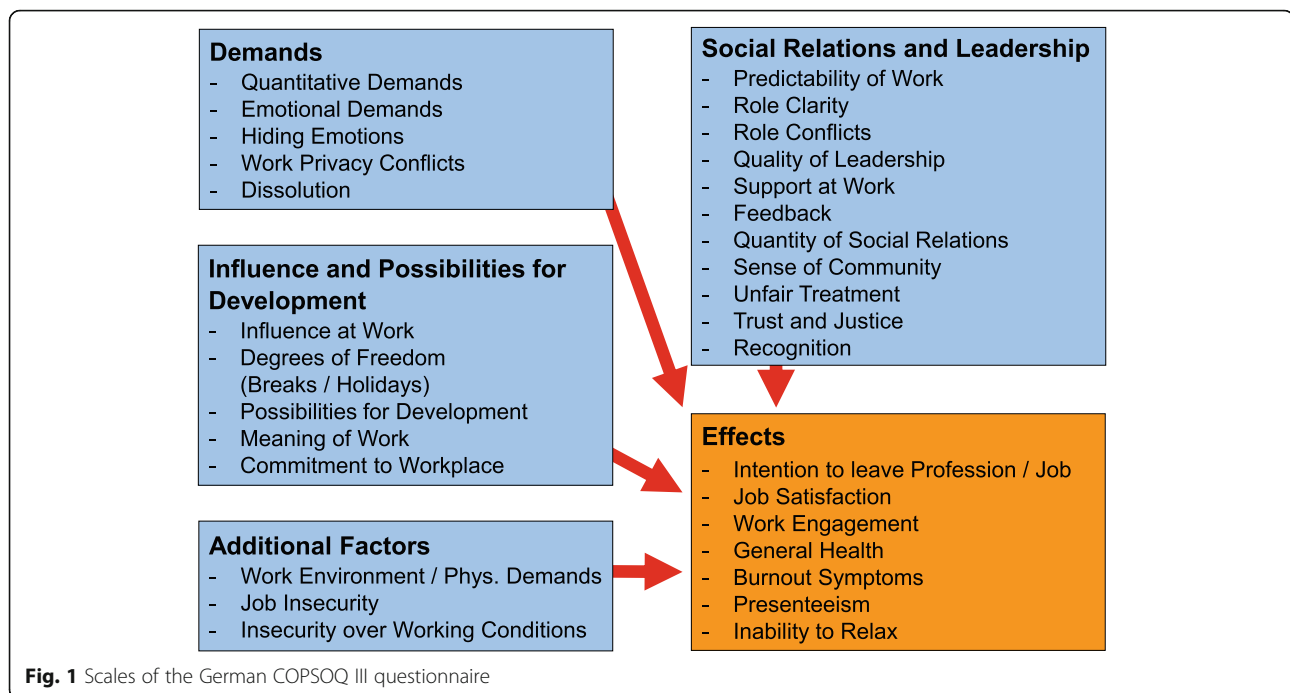 Demands
- Quantitative Demands
- Emotional Demands
- Hiding Emotions
- Work Privacy Conflicts
- Dissolution
Influence and Possibilities for
Development
- Influence at Work
- Degrees of Freedom
(Breaks / Holidays)
- Possibilities for Development
- Meaning of Work
- Commitment to Workplace
Additional Factors
- Work Environment / Phys. Demands
- Job Insecurity
- Insecurity over Working Conditions
Social Relations and Leadership
- Predictability of Work
- Role Clarity
- Role Conflicts
- Quality of Leadership
- Support at Work
- Feedback
- Quantity of Social Relations
- Sense of Community
- Unfair Treatment
- Trust and Justice
- Recognition
Effects
- Intention to leave Profession / Job
- Job Satisfaction
- Work Engagement
- General Health
- Burnout Symptoms
- Presenteeism
- Inability to Relax
Fig. 1 Scales of the German COPSOQ III questionnaire